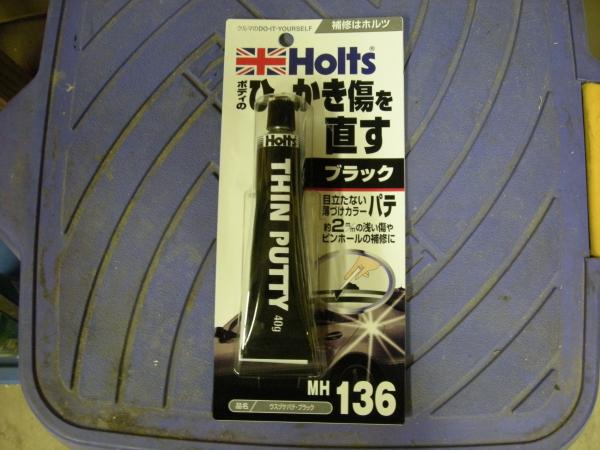 クルマのDO-IT-YOURSELF
補修はホルツ
Holts®
ボディの
ひっかき傷を
直す
ブラック
目立たない
薄づけカラーパテ
約2m/mの浅い傷や
ピンホールの補修に
Holts
THIN PUTTY 40g
MH 136
品名 ウスヅケパテ・ブラック